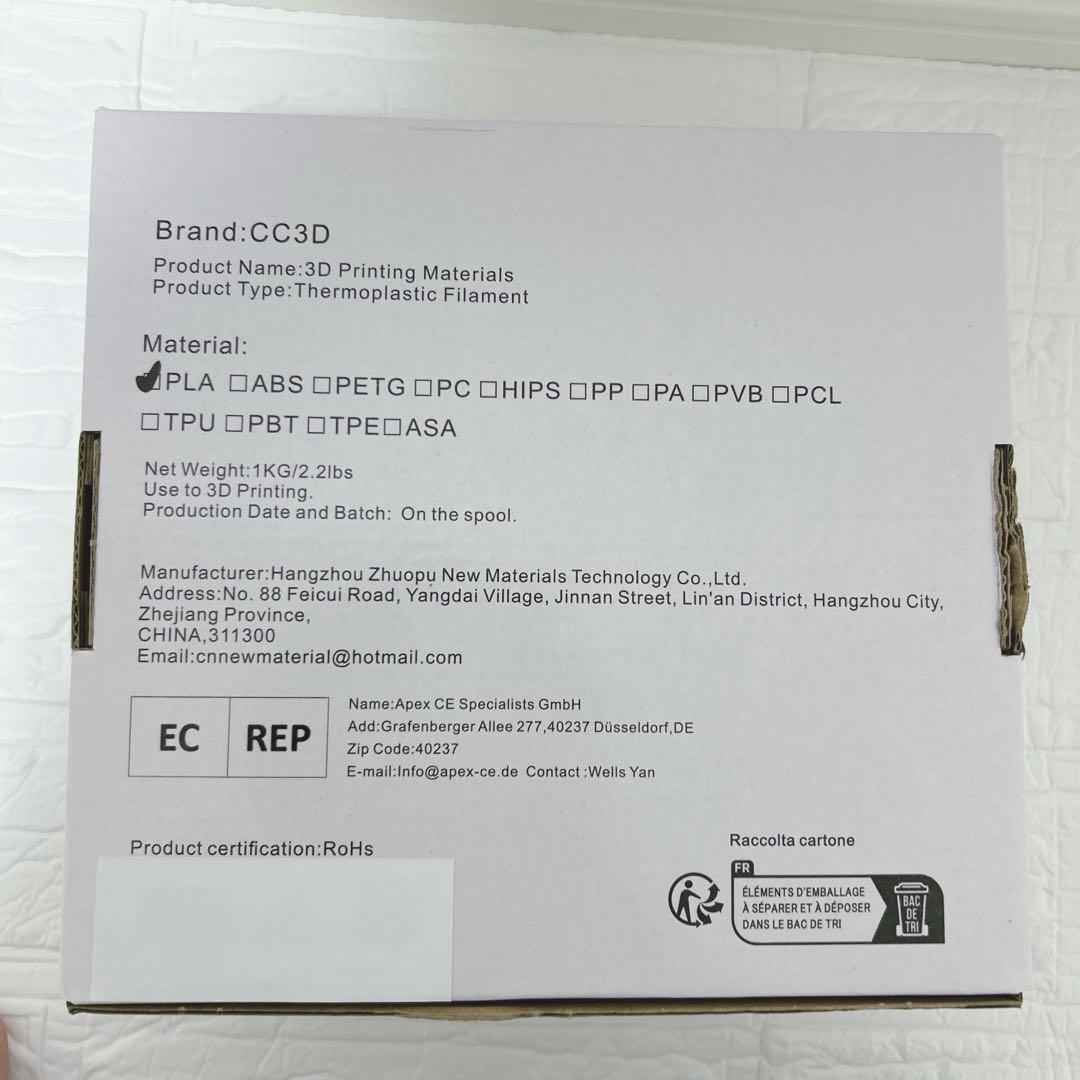 Brand:CC3D
Product Name:3D Printing Materials
Product Type:Thermoplastic Filament
Material:
☑PLA ☐ABS ☐PETG ☐PC ☐HIPS ☐PP ☐PA ☐PVB ☐PCL
☐TPU ☐PBT ☐TPE☐ASA
Net Weight:1KG/2.2lbs
Use to 3D Printing.
Production Date and Batch: On the spool.
Manufacturer:Hangzhou Zhuopu New Materials Technology Co.,Ltd.
Address:No. 88 Feicui Road, Yangdai Village, Jinnan Street, Lin'an District, Hangzhou City,
Zhejiang Province,
CHINA,311300
Email:cnnewmaterial@hotmail.com
EC REP
Name:Apex CE Specialists GmbH
Add:Grafenberger Allee 277,40237 Düsseldorf,DE
Zip Code:40237
E-mail:Info@apex-ce.de Contact :Wells Yan
Product certification:RoHs
Raccolta cartone
FR
ÉLÉMENTS D'EMBALLAGE
À SÉPARER ET À DÉPOSER
DANS LE BAC DE TRI
BAC
DE
TRI